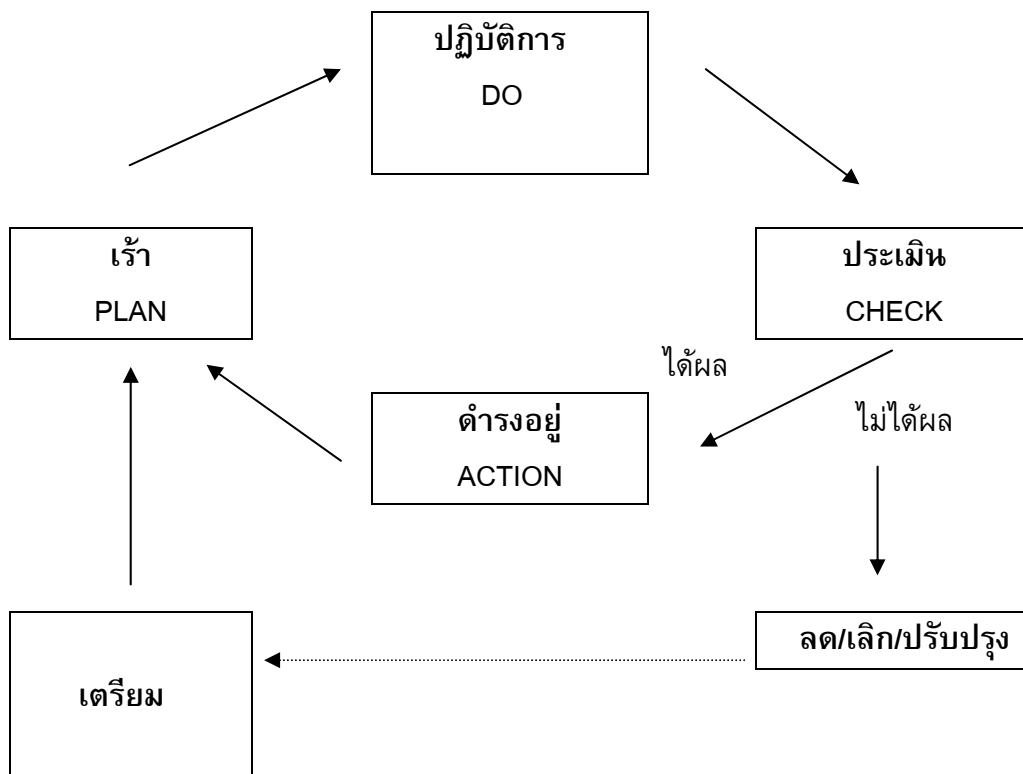 ปฏิบัติการ
DO
เร้า
PLAN
ประเมิน
CHECK
ได้ผล
ไม่ได้ผล
ดำรงอยู่
ACTION
ลด/เลิก/ปรับปรุง
เตรียม